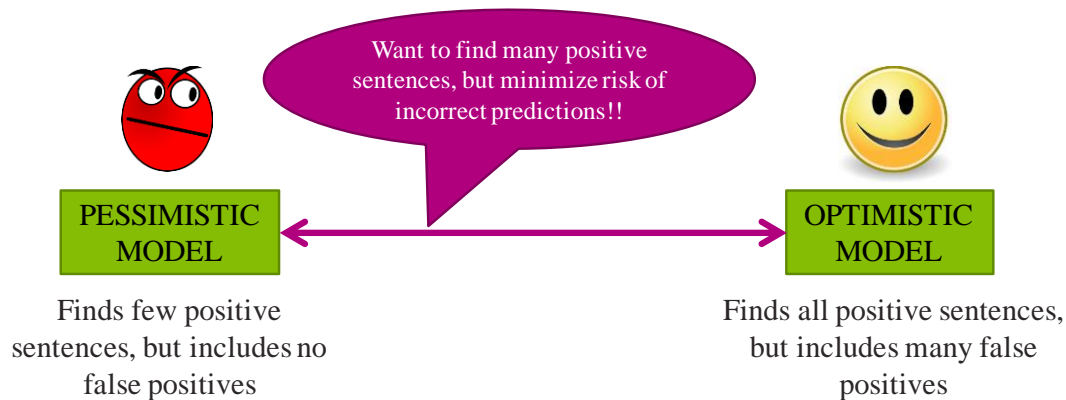 Want to find many positive
sentences, but minimize risk of
incorrect predictions!!
PESSIMISTIC
MODEL
OPTIMISTIC
MODEL
Finds few positive
sentences, but includes no
false positives
Finds all positive sentences,
but includes many false
positives